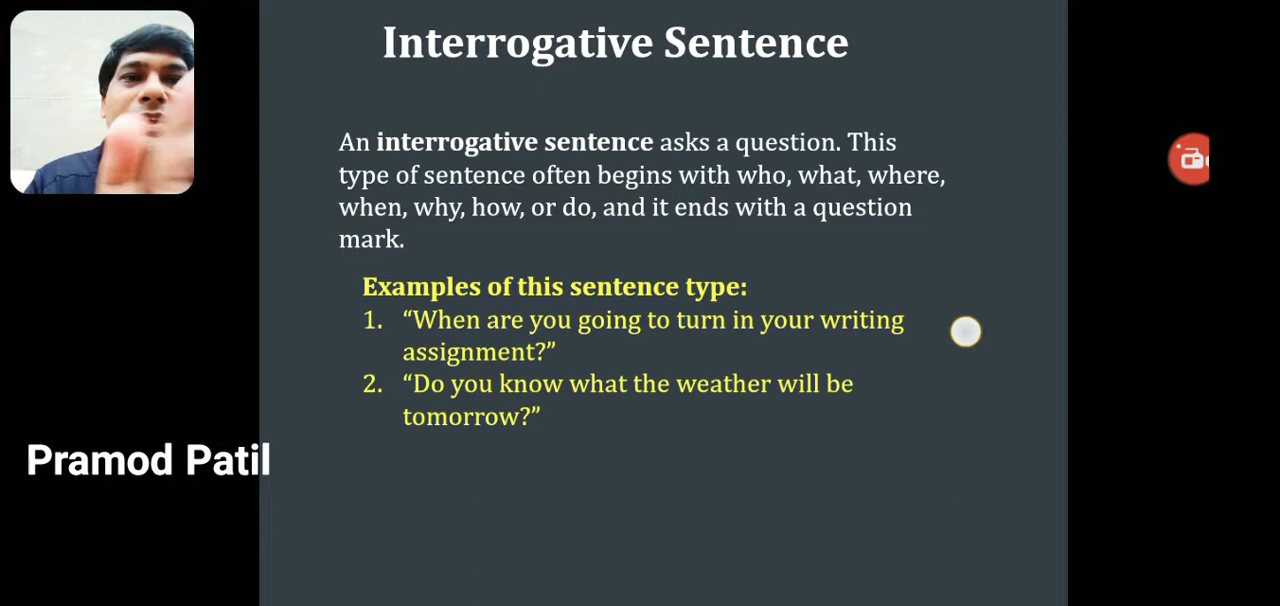 Interrogative Sentence
An interrogative sentence asks a question. This
type of sentence often begins with who, what, where,
when, why, how, or do, and it ends with a question
mark.
Examples of this sentence type:
1. “When are you going to turn in your writing
assignment?”
2. “Do you know what the weather will be
tomorrow?”
Pramod Patil